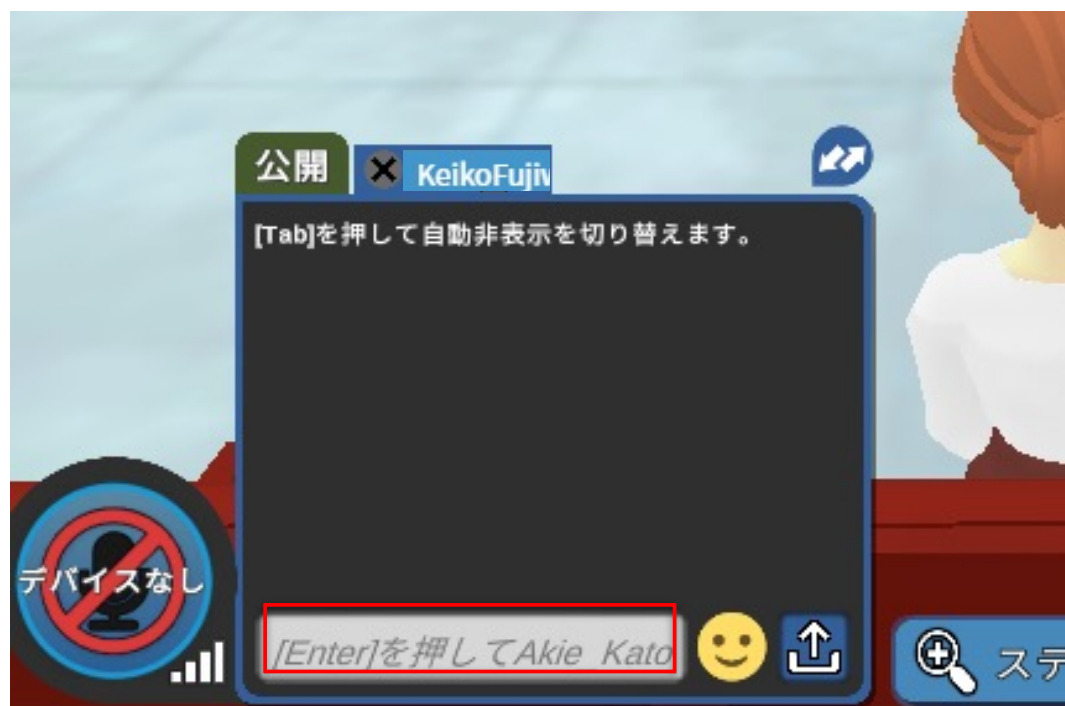 公開
KeikoFujiw
[Tab]を押して自動非表示を切り替えます。
デバイスなし
[Enter]を押してAkie Kato
ステ